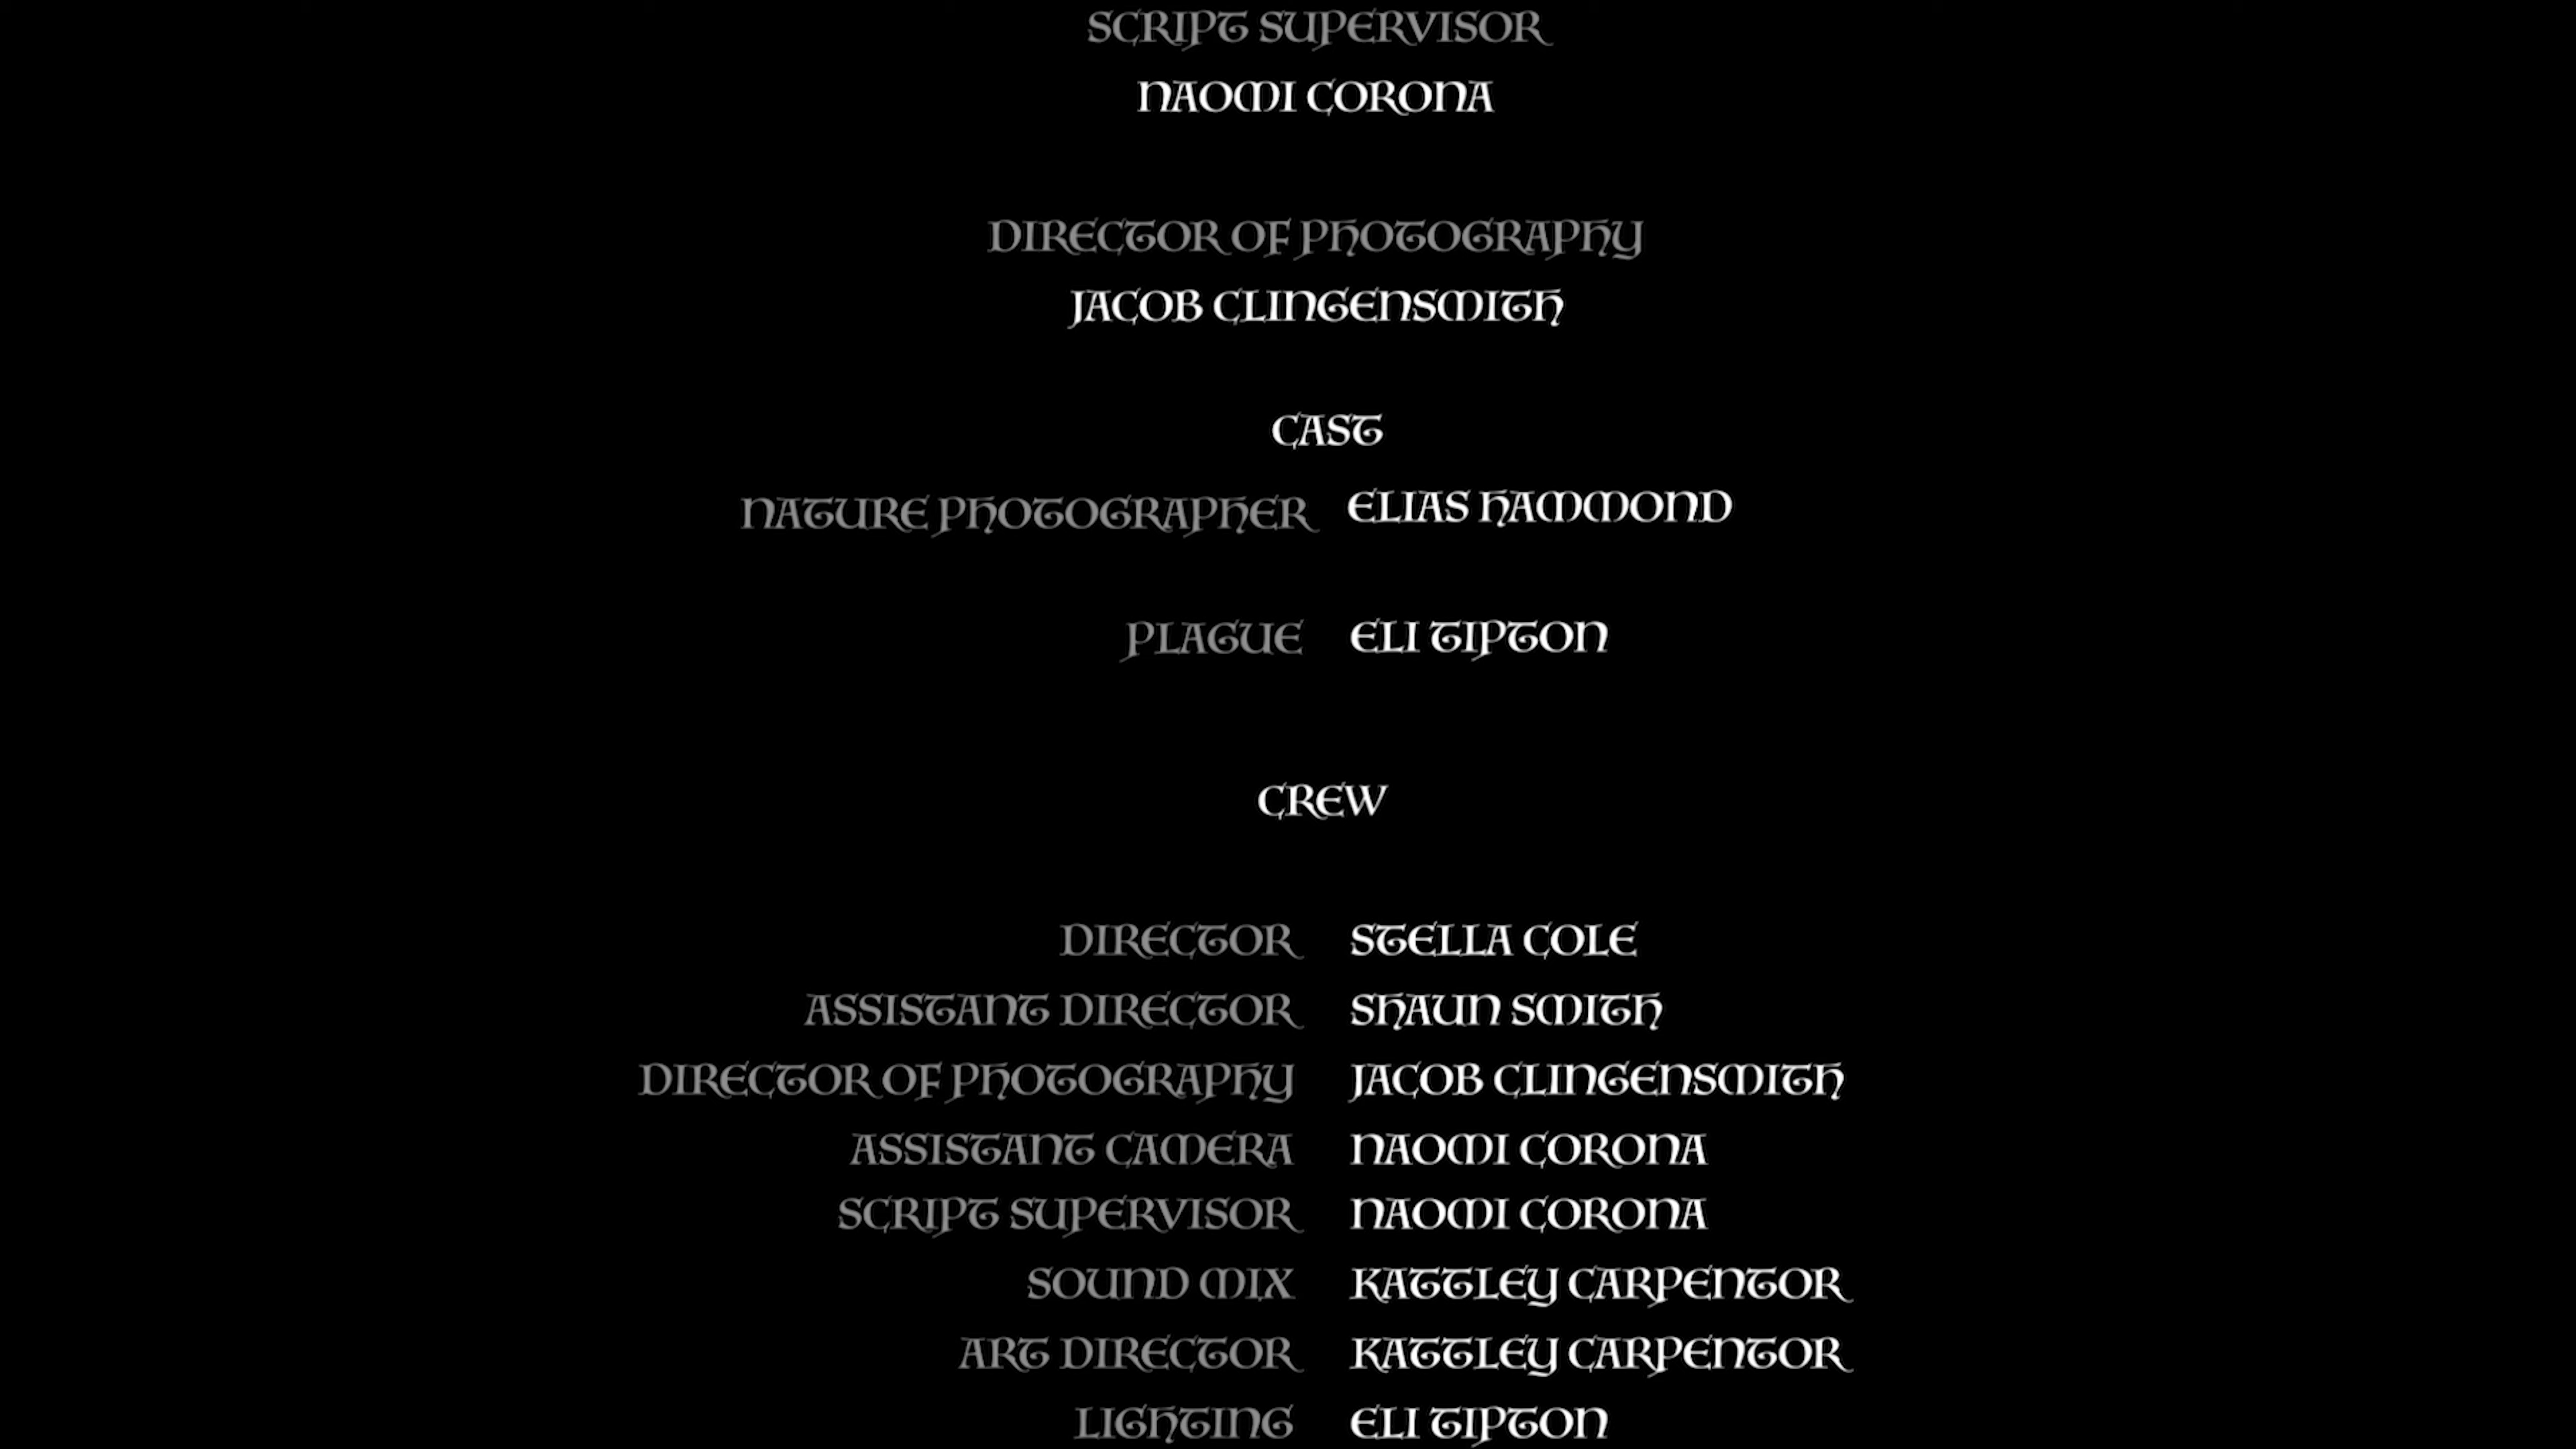 SCRIPT SUPERVISOR
NAOMI CORONA
DIRECTOR OF PHOTOGRAPHY
JACOB CLINGENSMITH
CAST
NATURE PHOTOGRAPHER ELIAS HAMMOND
PLAGUE ELI TIPTON
CREW
DIRECTOR STELLA COLE
ASSISTANT DIRECTOR SHAUN SMITH
DIRECTOR OF PHOTOGRAPHY JACOB CLINGENSMITH
ASSISTANT CAMERA NAOMI CORONA
SCRIPT SUPERVISOR NAOMI CORONA
SOUND MIX KATTLEY CARPENTOR
ART DIRECTOR KATTLEY CARPENTOR
LIGHTING ELI TIPTON